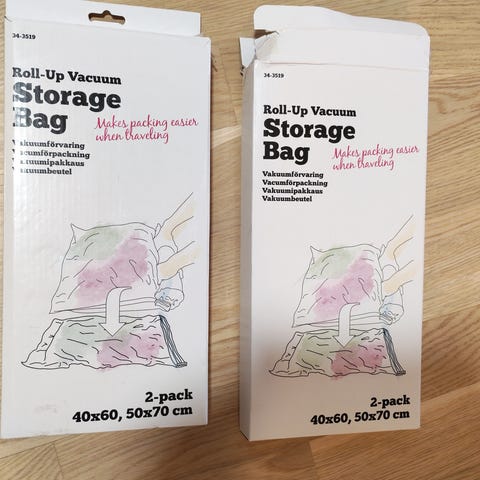 34-3519
Roll-Up Vacuum
Storage
Bag
Makes packing easier
when traveling
Vakuumförvaring
Vacumförpackning
Vakuumipakkaus
Vakuumbeutel
2-pack
40x60, 50x70 cm
34-3519
Roll-Up Vacuum
Storage
Bag
Makes packing easier
when traveling
Vakuumförvaring
Vacumförpackning
Vakuumipakkaus
Vakuumbeutel
2-pack
40x60, 50x70 cm